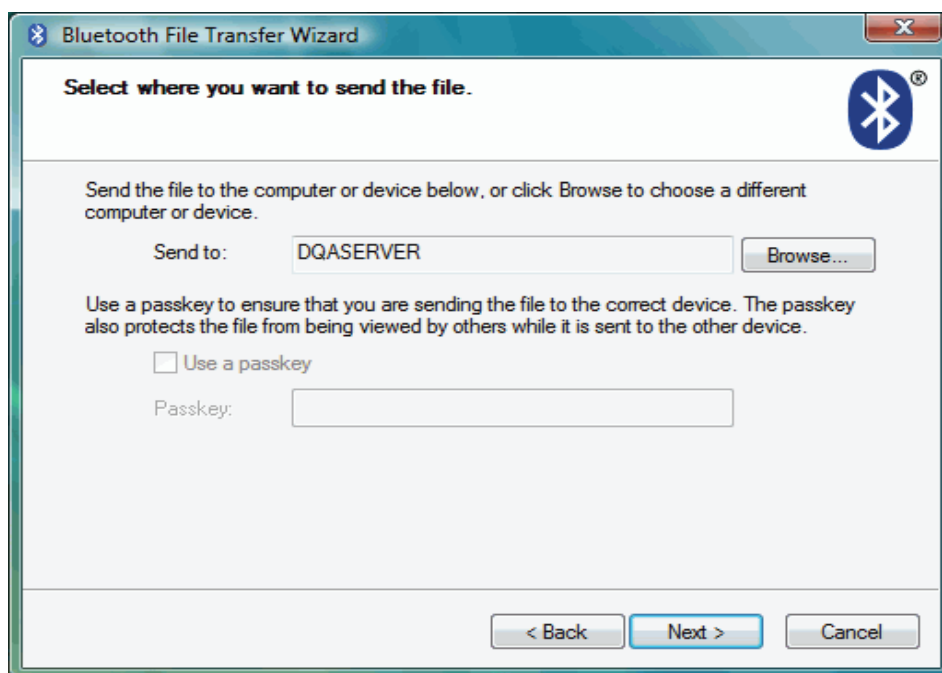 Bluetooth File Transfer Wizard
X
Select where you want to send the file.
®
Send the file to the computer or device below, or click Browse to choose a different
computer or device.
Send to: DQASERVER Browse...
Use a passkey to ensure that you are sending the file to the correct device. The passkey
also protects the file from being viewed by others while it is sent to the other device.
Use a passkey
Passkey:
< Back Next > Cancel